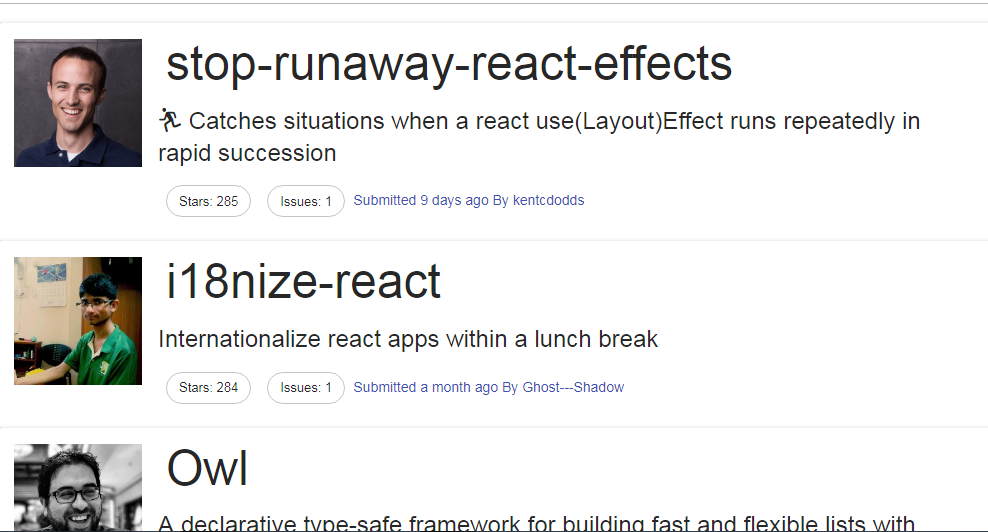 stop-runaway-react-effects
Catches situations when a react use(Layout)Effect runs repeatedly in
rapid succession
Stars: 285 Issues: 1 Submitted 9 days ago By kentcdodds
i18nize-react
Internationalize react apps within a lunch break
Stars: 284 Issues: 1 Submitted a month ago By Ghost---Shadow
Owl
A declarative type-safe framework for building fast and flexible lists with